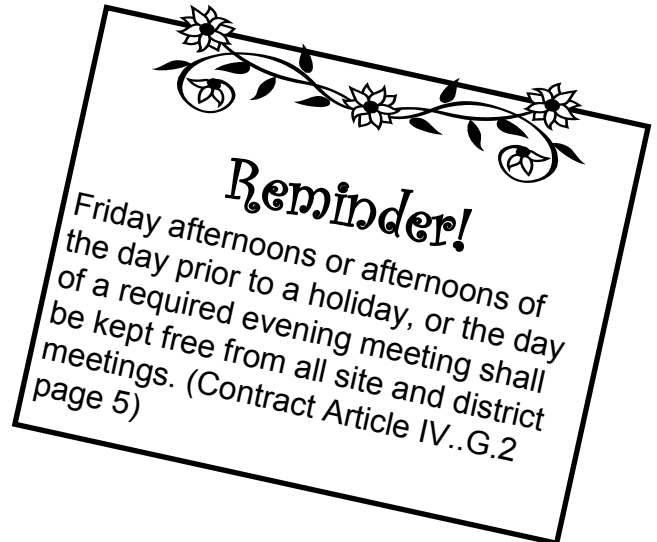 Reminder!
Friday afternoons or afternoons of
the day prior to a holiday, or the day
of a required evening meeting shall
be kept free from all site and district
meetings. (Contract Article IV..G.2
page 5)